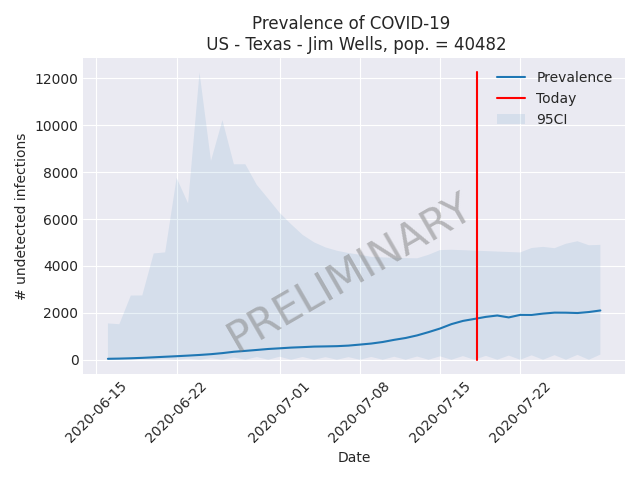 Prevalence of COVID-19
US - Texas - Jim Wells, pop. = 40482
12000
10000
8000
6000
4000
2000
0
# undetected infections
Prevalence
Today
95CI
PRELIMINARY
2020-06-15
2020-06-22
2020-07-01
2020-07-08
2020-07-15
2020-07-22
Date